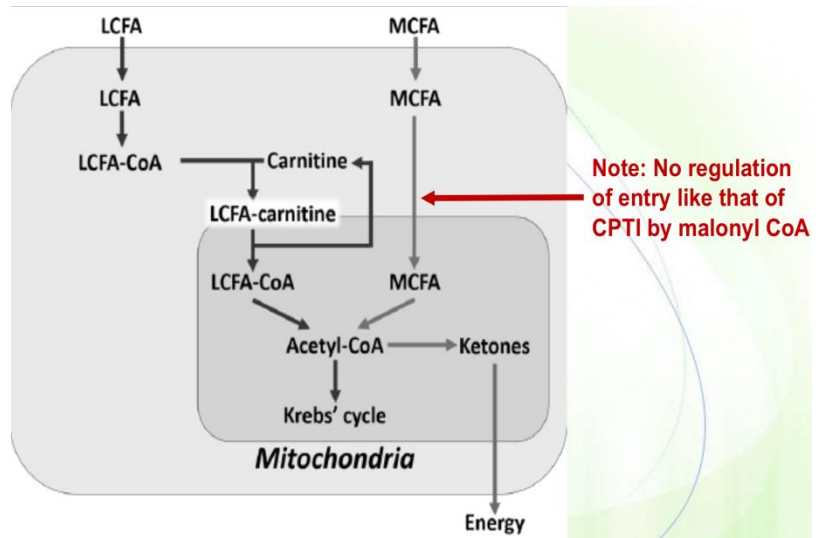 LCFA
MCFA
LCFA
MCFA
LCFA-CoA
Carnitine
LCFA-carnitine
Note: No regulation
of entry like that of
CPTI by malonyl CoA
LCFA-CoA
MCFA
Acetyl-CoA
Ketones
Krebs' cycle
Mitochondria
Energy